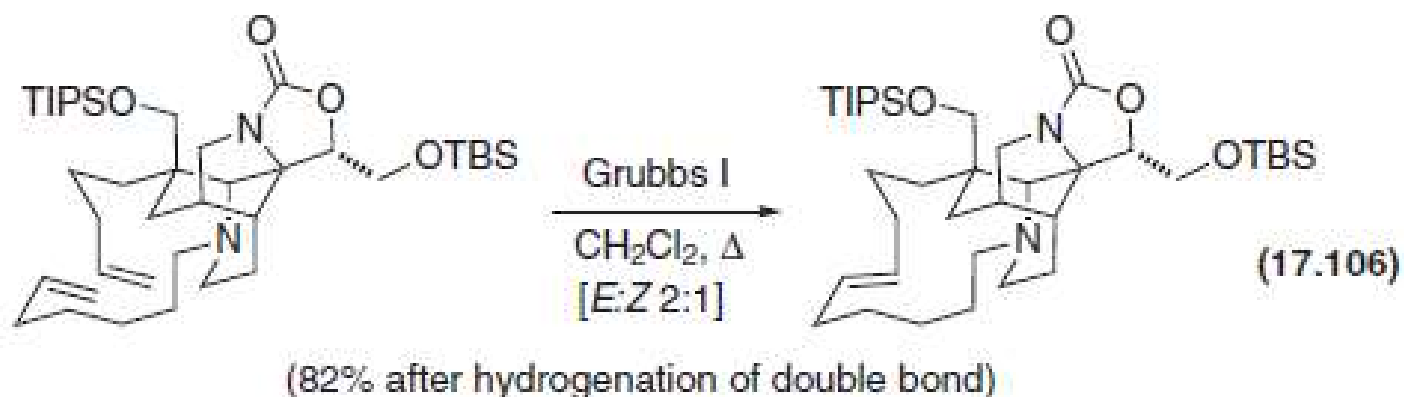 O
TIPSO
N
O
OTBS
N
Grubbs I
CH₂Cl₂, Δ
[E:Z 2:1]
O
TIPSO
N
O
OTBS
N
(17.106)
(82% after hydrogenation of double bond)